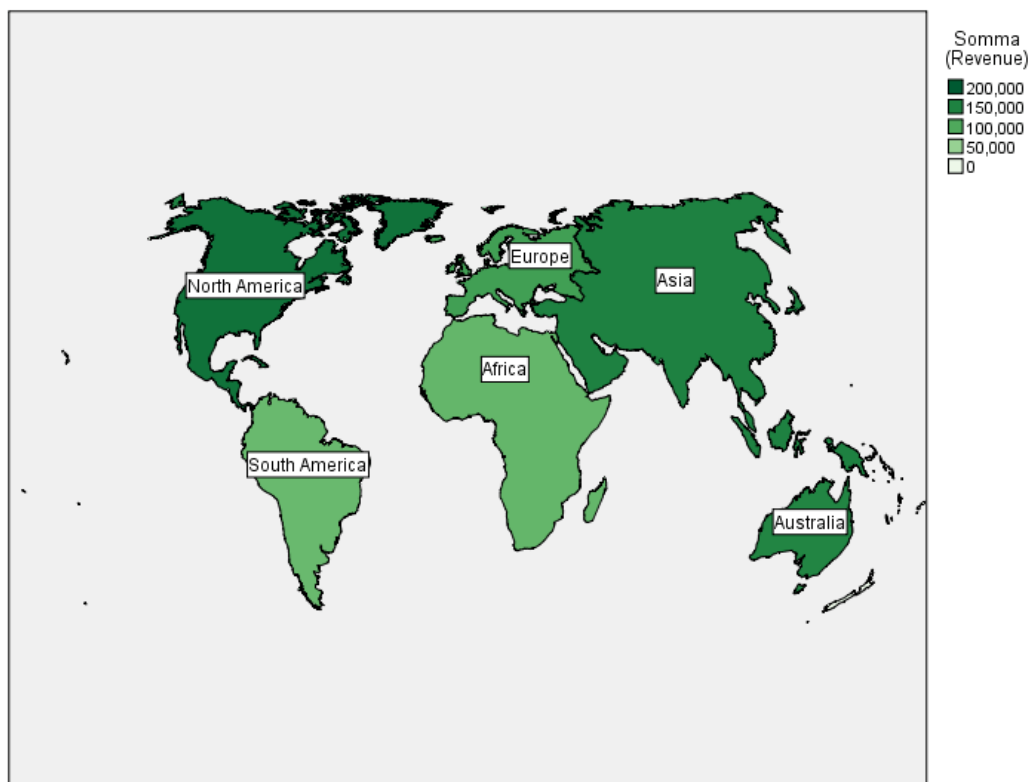 Somma
(Revenue)
200,000
150,000
100,000
50,000
0
Europe
North America
Asia
Africa
South America
Australia